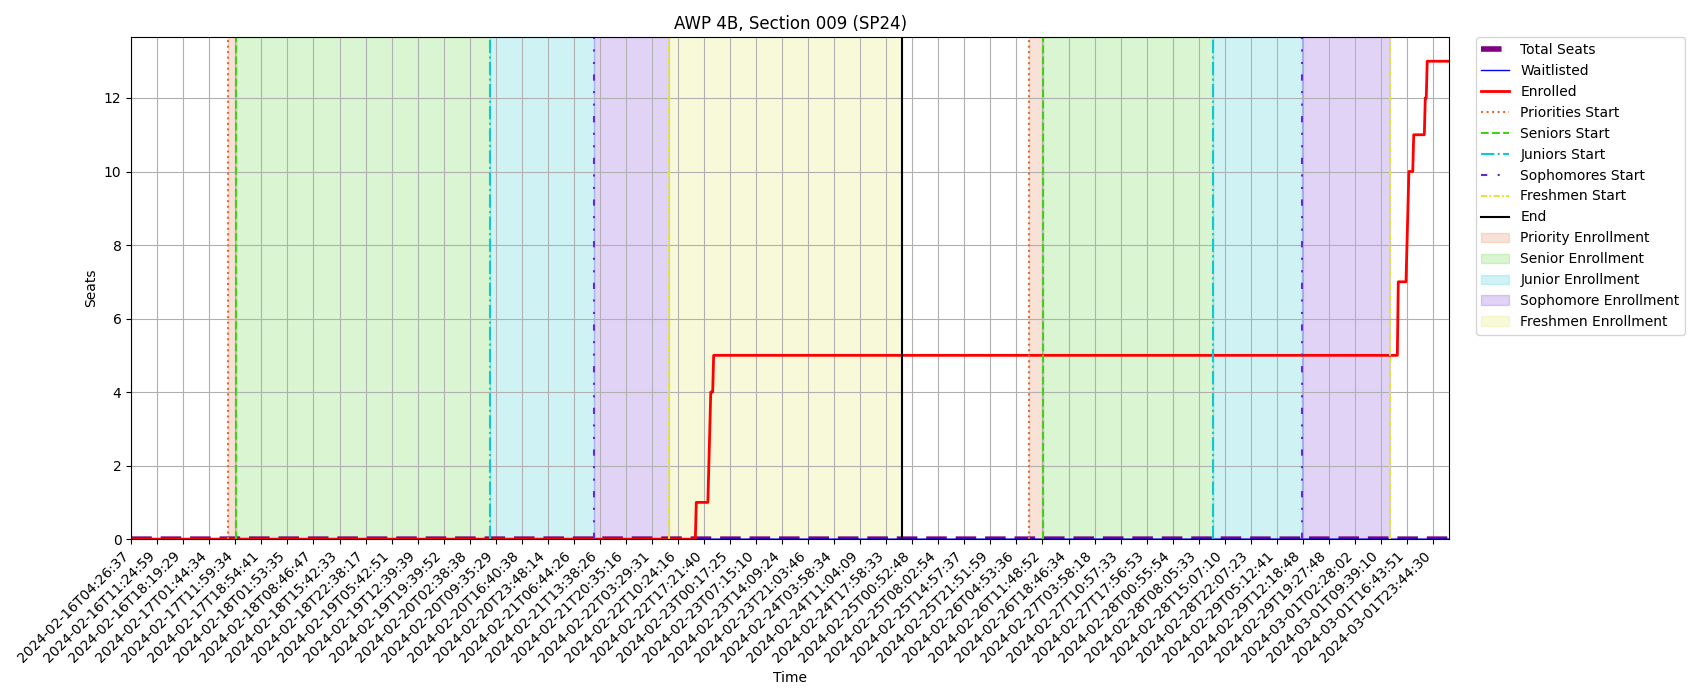 AWP 4B, Section 009 (SP24)
Seats
12
10
8
6
4
2
0
2024-02-16T04:26:37
2024-02-16T11:24:59
2024-02-16T18:19:29
2024-02-17T01:44:34
2024-02-17T11:59:34
2024-02-17T18:54:41
2024-02-18T01:53:35
2024-02-18T08:46:47
2024-02-18T15:42:33
2024-02-18T22:38:17
2024-02-19T05:42:51
2024-02-19T12:39:39
2024-02-19T19:39:52
2024-02-20T02:38:38
2024-02-20T09:35:29
2024-02-20T16:40:38
2024-02-20T23:48:14
2024-02-21T06:44:26
2024-02-21T13:38:26
2024-02-21T20:35:16
2024-02-22T03:29:31
2024-02-22T10:24:16
2024-02-22T17:21:40
2024-02-23T00:17:25
2024-02-23T07:15:10
2024-02-23T14:09:24
2024-02-23T21:03:46
2024-02-24T03:58:34
2024-02-24T11:04:09
2024-02-24T17:58:33
2024-02-25T00:52:48
2024-02-25T08:02:54
2024-02-25T14:57:37
2024-02-25T21:51:59
2024-02-26T04:53:36
2024-02-26T11:48:52
2024-02-26T18:46:34
2024-02-27T03:58:18
2024-02-27T10:57:33
2024-02-27T17:56:53
2024-02-28T00:55:54
2024-02-28T08:05:33
2024-02-28T15:07:10
2024-02-28T22:07:23
2024-02-29T05:12:41
2024-02-29T12:18:48
2024-02-29T19:27:48
2024-03-01T02:28:02
2024-03-01T09:39:10
2024-03-01T16:43:51
2024-03-01T23:44:30
Time
Total Seats
Waitlisted
Enrolled
Priorities Start
Seniors Start
Juniors Start
Sophomores Start
Freshmen Start
End
Priority Enrollment
Senior Enrollment
Junior Enrollment
Sophomore Enrollment
Freshmen Enrollment